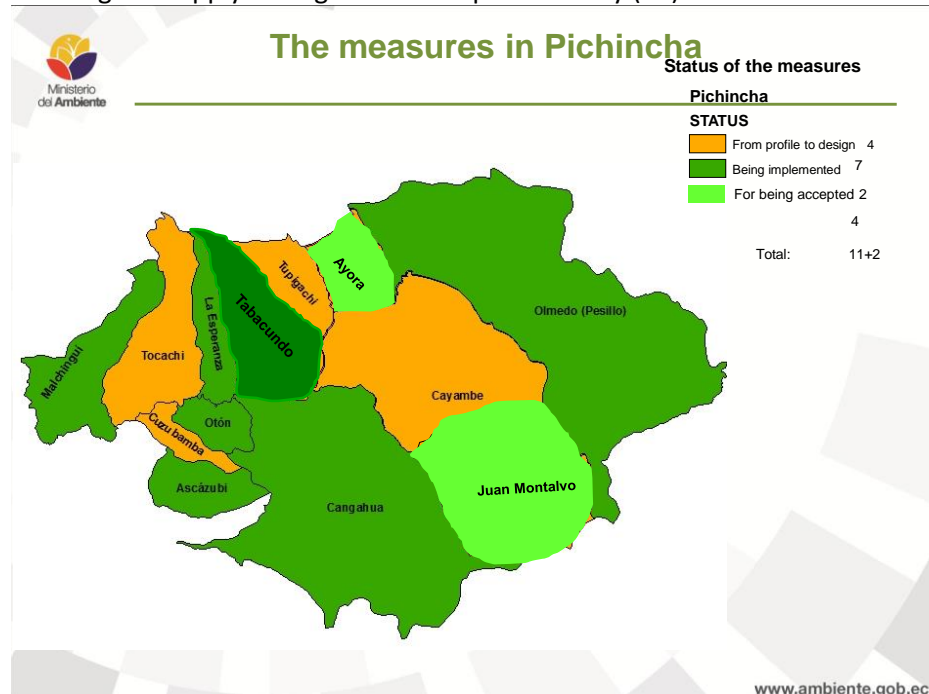 The measures in Pichincha
Ministerio
del Ambiente
Status of the measures
Pichincha
STATUS
From profile to design 4
Being implemented 7
For being accepted 2
4
Total: 11+2
Ayora
Tupigachi
Olmedo (Pesillo)
La Esperanza
Tabacundo
Malchingui
Tocachi
Cayambe
Cuzubamba
Otón
Ascázubi
Juan Montalvo
Cangahua
www.ambiente.gob.ec